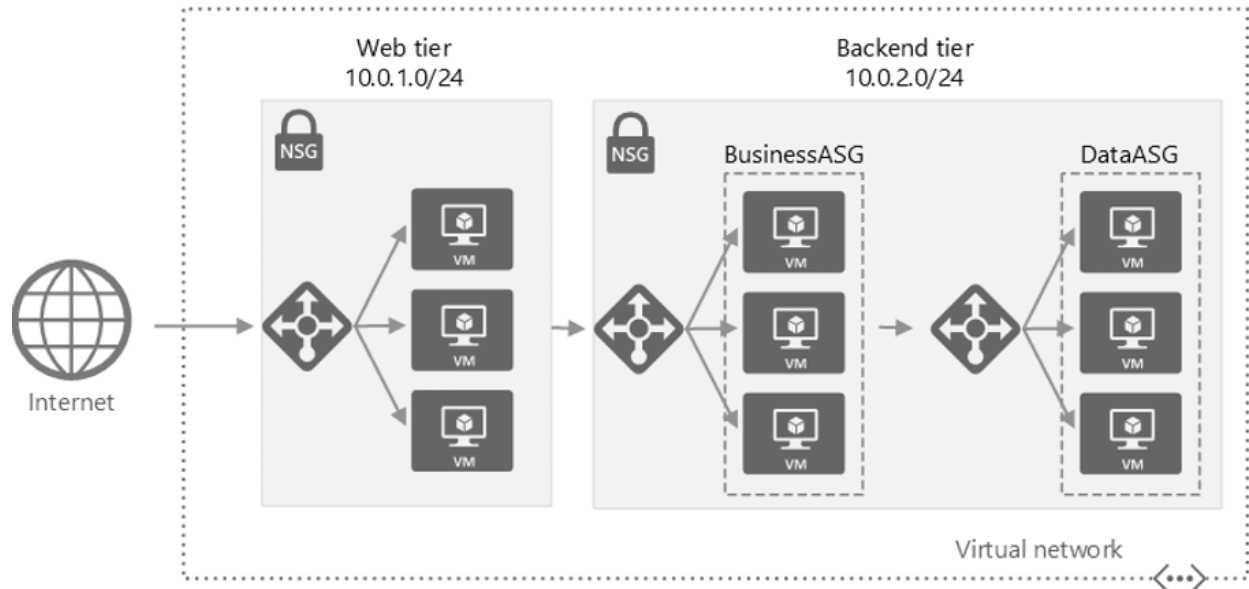 Web tier
10.0.1.0/24
Backend tier
10.0.2.0/24
NSG
NSG
BusinessASG
DataASG
VM
VM
VM
VM
VM
VM
VM
VM
VM
Internet
Virtual network